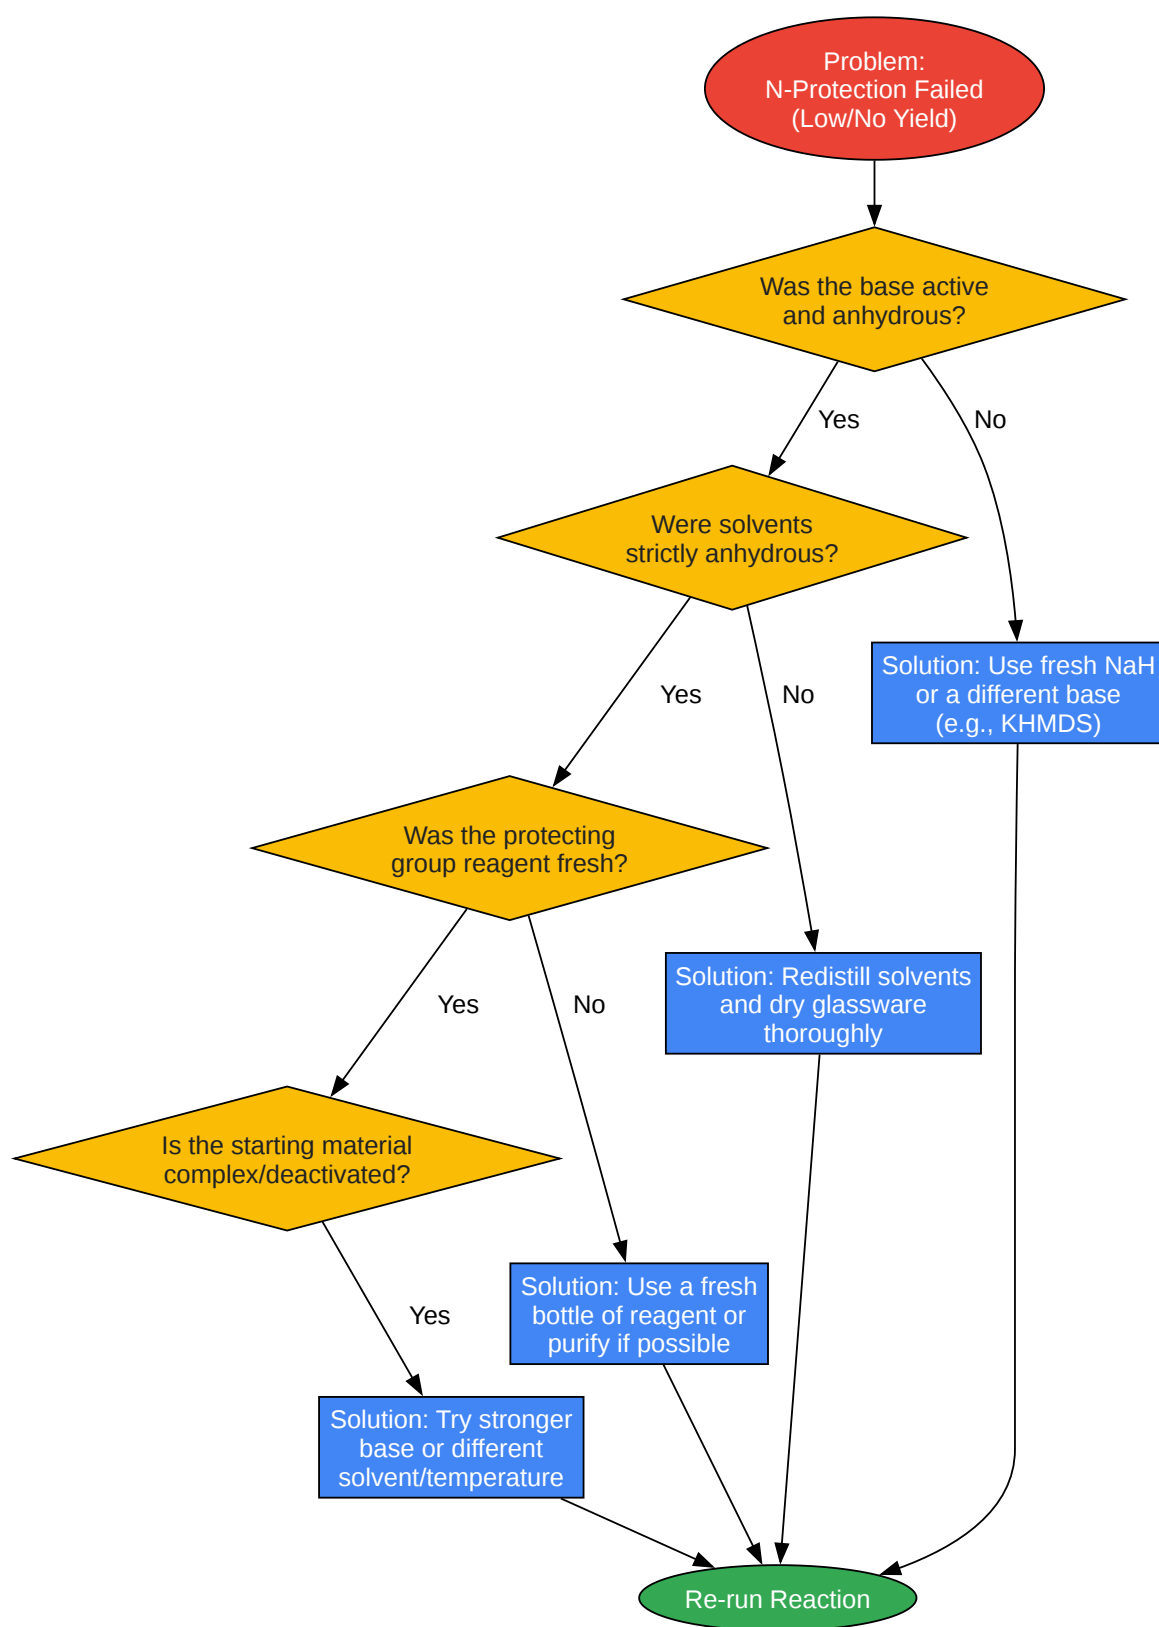 Problem:
N-Protection Failed
(Low/No Yield)
Was the base active
and anhydrous?
Yes
No
Were solvents
strictly anhydrous?
Solution: Use fresh NaH
or a different base
(e.g., KHMDS)
Yes
No
Was the protecting
group reagent fresh?
Solution: Redistill solvents
and dry glassware
thoroughly
Yes
No
Is the starting material
complex/deactivated?
Solution: Use a fresh
bottle of reagent or
purify if possible
Yes
Solution: Try stronger
base or different
solvent/temperature
Re-run Reaction